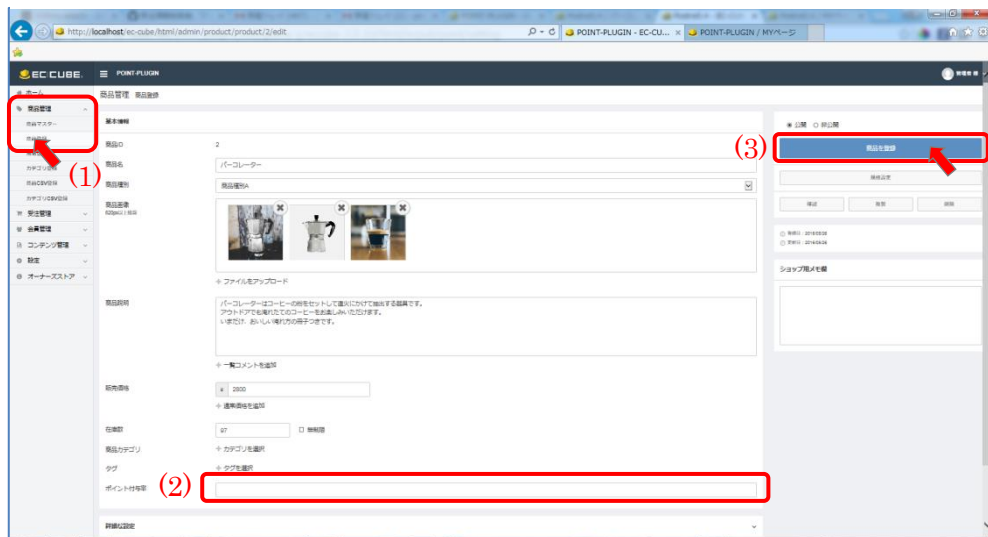 http://localhost/ec-cube/html/admin/product/product/2/edit
POINT-PLUGIN - EC-CU... ×
POINT-PLUGIN / MYページ
EC CUBE.
POINT-PLUGIN
管理者 様
ホーム
商品管理 商品登録
商品管理
商品マスター
カテゴリ登録
商品CSV登録
カテゴリCSV登録
受注管理
会員管理
コンテンツ管理
設定
オーナーズストア
(1)
基本情報
商品ID 2
商品名 パーコレーター
商品種別 商品種別A
商品画像
620px以上推奨
+ ファイルをアップロード
商品説明
パーコレーターはコーヒーの粉をセットして直火にかけて抽出する器具です。
アウトドアでも淹れたてのコーヒーをお楽しみいただけます。
いまだけ、おいしい淹れ方の冊子つきです。
+ 一覧コメントを追加
販売価格 ¥ 2800
+ 通常価格を追加
在庫数 97 無制限
商品カテゴリ + カテゴリを選択
タグ + タグを選択
ポイント付与率 (2)
詳細な設定
公開 非公開
(3) 商品を登録
規格設定
確認 複製 削除
ショップ用メモ欄